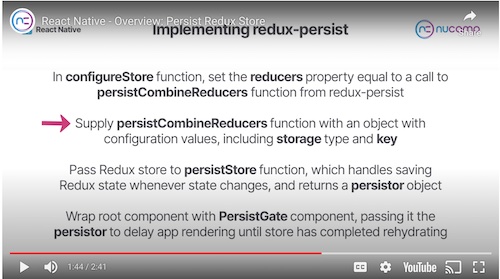 React Native - Overview: Persist Redux Store
React Native
Implementing redux-persist
nucamp
In configureStore function, set the reducers property equal to a call to
persistCombineReducers function from redux-persist
Supply persistCombineReducers function with an object with
configuration values, including storage type and key
Pass Redux store to persistStore function, which handles saving
Redux state whenever state changes, and returns a persistor object
Wrap root component with PersistGate component, passing it the
persistor to delay app rendering until store has completed rehydrating
1:44 / 2:41
CC
YouTube